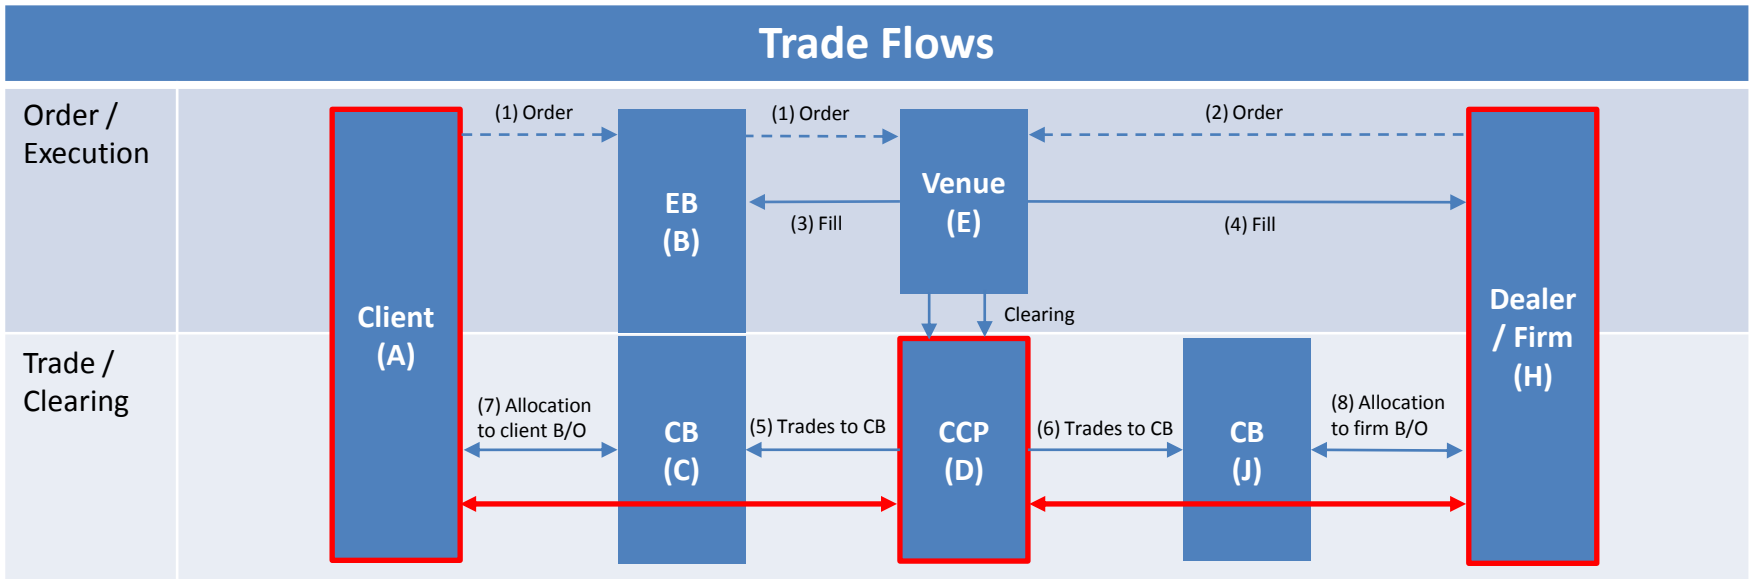 Trade Flows
Order /
Execution
(1) Order
(1) Order
(2) Order
EB
(B)
Venue
(E)
(3) Fill
(4) Fill
Client
(A)
Dealer
/ Firm
(H)
Clearing
Trade /
Clearing
(7) Allocation
to client B/O
CB
(C)
(5) Trades to CB
CCP
(D)
(6) Trades to CB
CB
(J)
(8) Allocation
to firm B/O